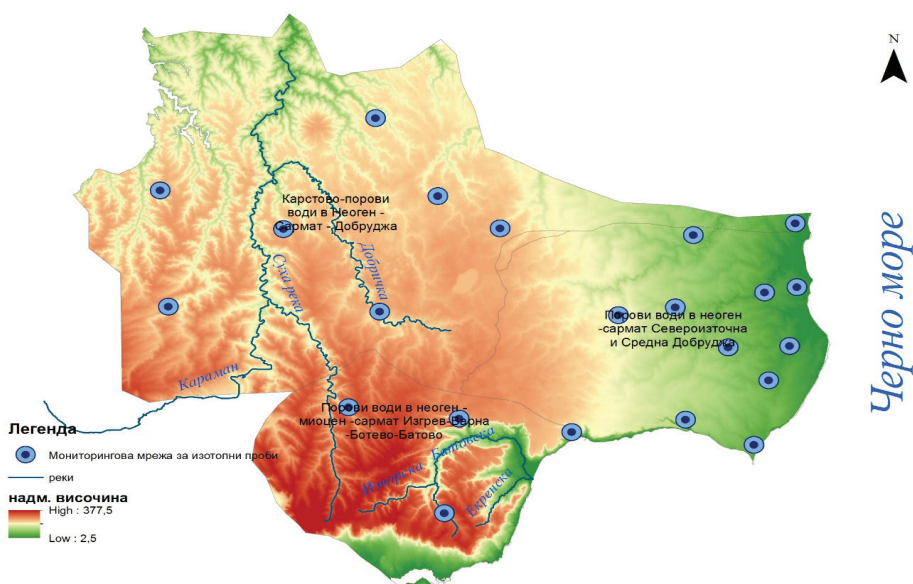 N
Карстово-порови
води в Неоген -
Сармат - Добруджа
Добричка
Суха река
Черно море
Порови води в неоген
-сармат Североизточна
и Средна Добруджа
Караман
Порови води в неоген -
миоцен -сармат Изгрев-Варна
-Ботево-Батово
Изворска
Батовска
Екренска
Легенда
Мониторингова мрежа за изотопни проби
реки
надм. височина
High : 377,5
Low : 2,5